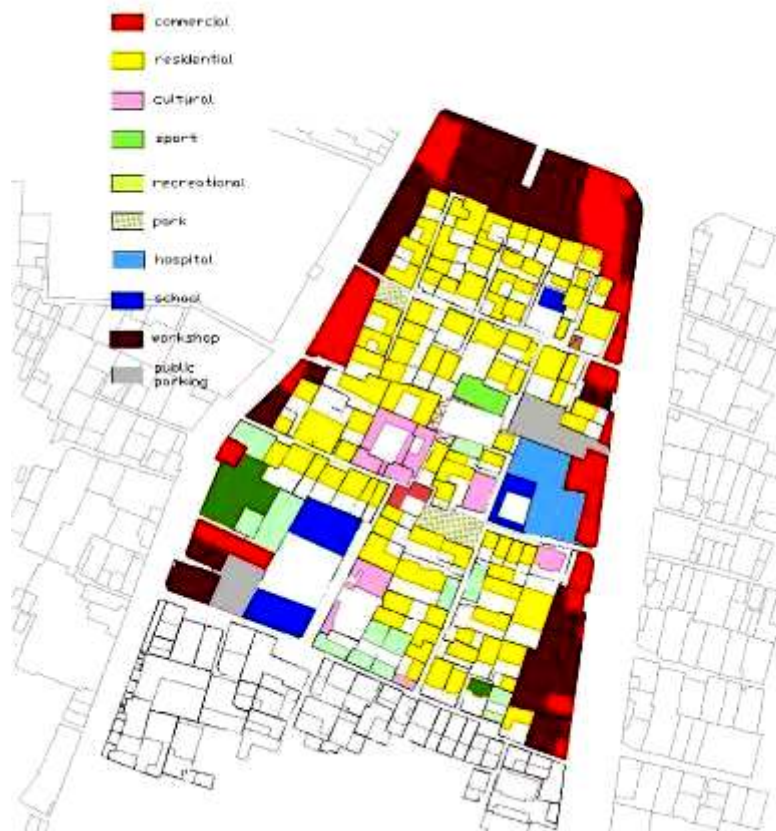 commercial
residential
cultural
sport
recreational
park
hospital
school
workshop
public
parking